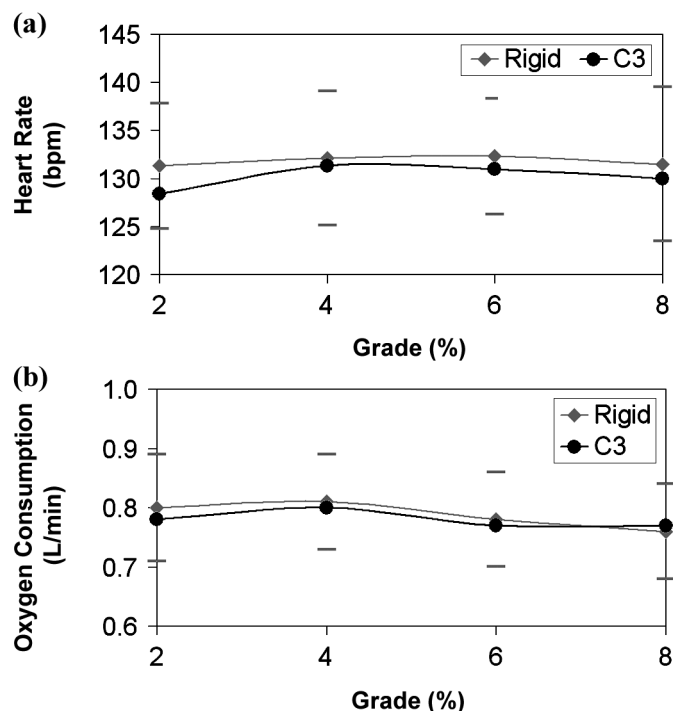 (a)
145
140
135
130
125
120
Heart Rate
(bpm)
Rigid C3
2 4 6 8
Grade (%)
(b)
1.0
0.9
0.8
0.7
0.6
Oxygen Consumption
(L/min)
Rigid
C3
2 4 6 8
Grade (%)